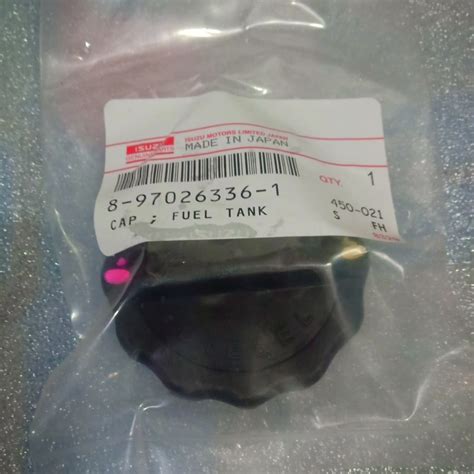 ISUZU
ISUZU MOTORS LIMITED JAPAN
MADE IN JAPAN
8-97026336-1
QTY. 1
CAP ; FUEL TANK
450-021
S FH